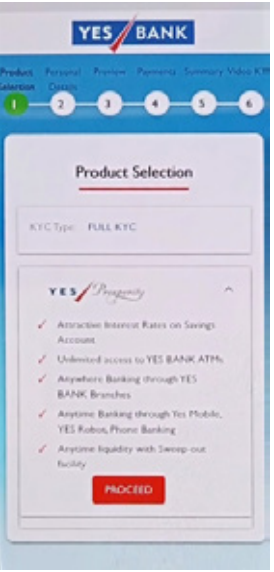 YES BANK
Product Personal Preview Payments Summary Video KYC
Selection Details
1 2 3 4 5 6
Product Selection
KYC Type FULL KYC
YES Prosperity
Attractive Interest Rates on Savings
Account
Unlimited access to YES BANK ATMs
Anywhere Banking through YES
BANK Branches
Anytime Banking through Yes Mobile,
YES Robot, Phone Banking
Anytime liquidity with Sweep-out
facility
PROCEED